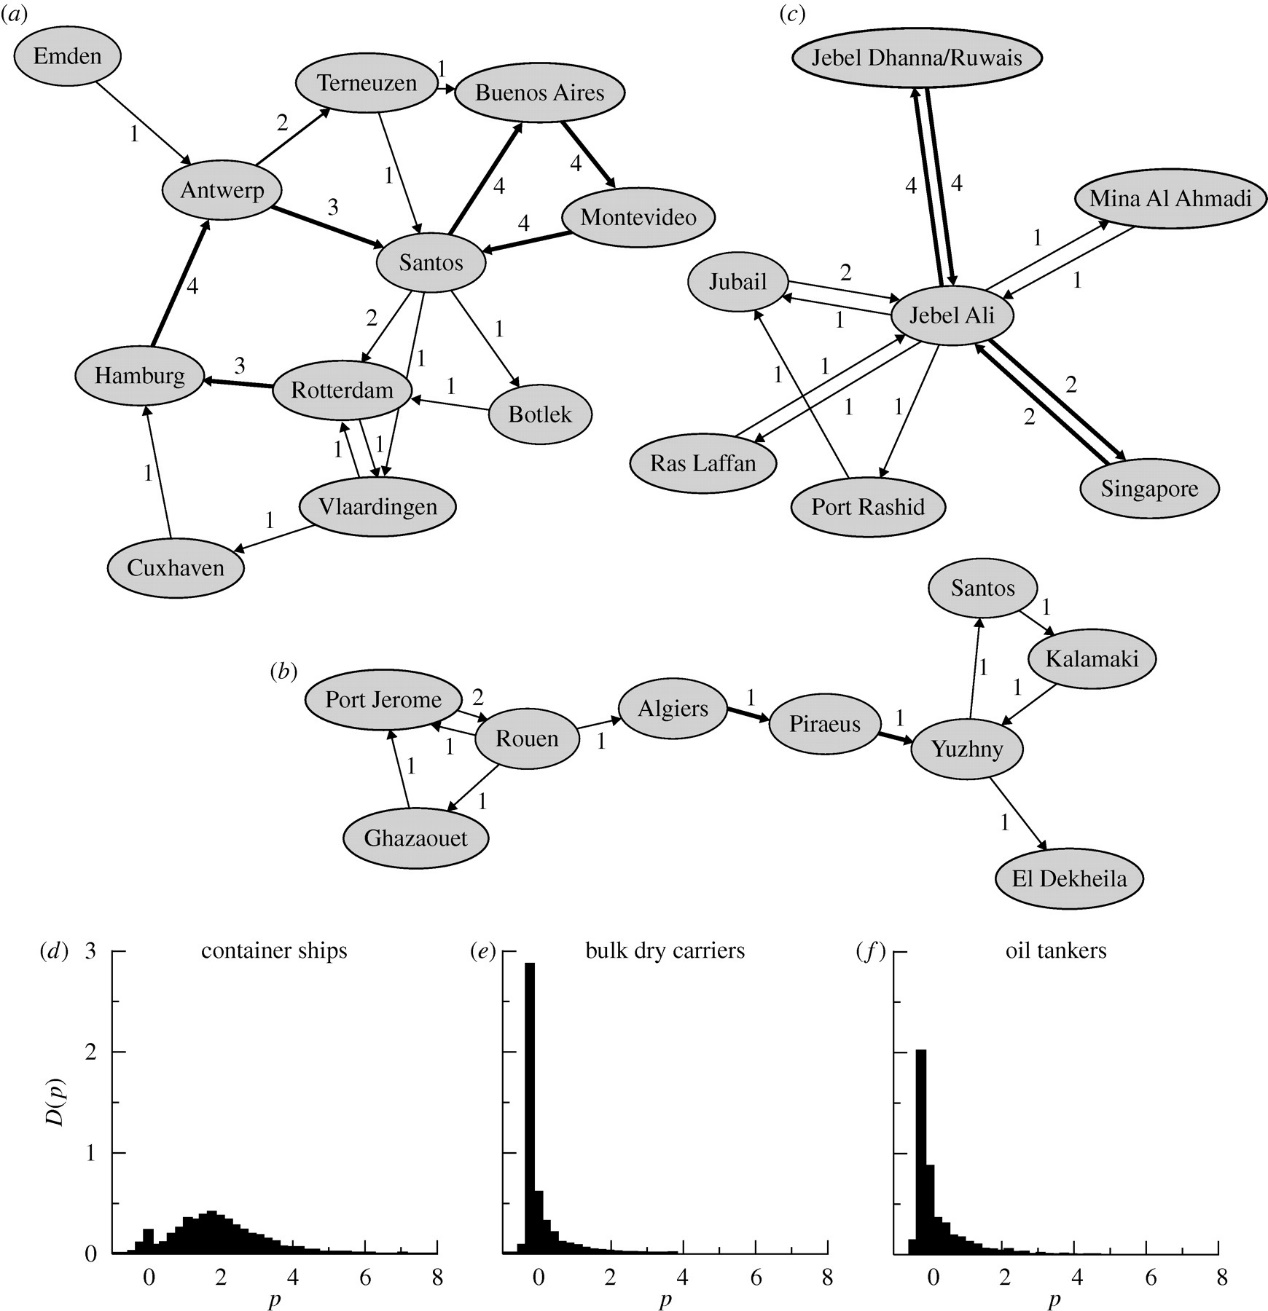 (a)
(c)
Emden
Jebel Dhanna/Ruwais
Terneuzen
1
Buenos Aires
1
2
4
4
Antwerp
1
4
4
Mina Al Ahmadi
3
4
Montevideo
1
Santos
Jubail
2
1
4
Jebel Ali
2
1
1
1
Hamburg
3
Rotterdam
1
1
1
2
Botlek
1
1
2
1
1
1
Ras Laffan
Singapore
Vlaardingen
Port Rashid
1
Cuxhaven
Santos
1
(b)
Kalamaki
Port Jerome
2
Algiers
1
1
1
Piraeus
1
Rouen
1
1
Yuzhny
1
1
1
Ghazaouet
El Dekheila
(d)
container ships
(e)
bulk dry carriers
(f)
oil tankers
3
2
D(p)
1
0
0 2 4 6 8
0 2 4 6 8
0 2 4 6 8
p
p
p